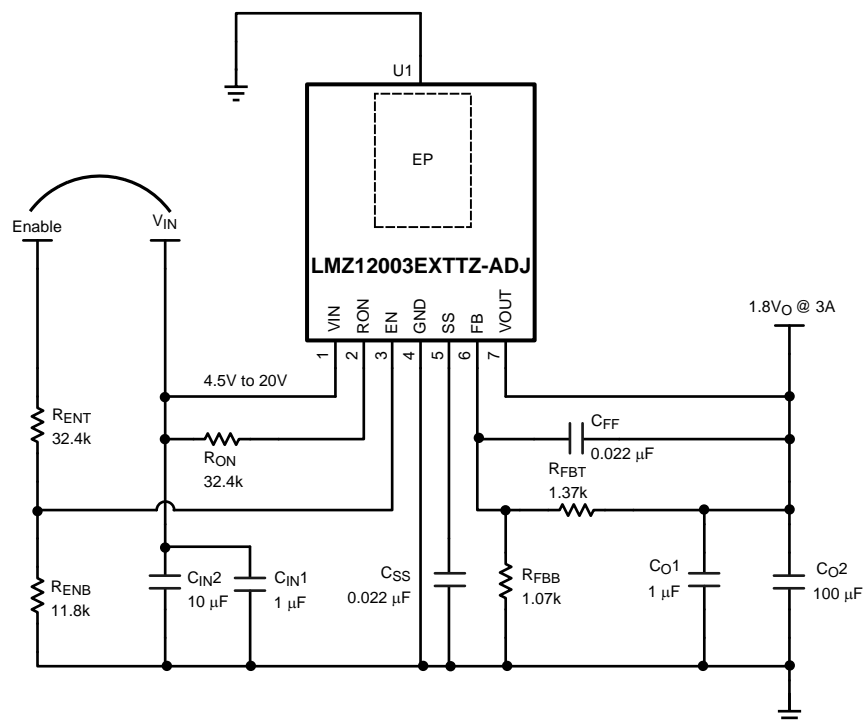 U1
EP
Enable
VIN
LMZ12003EXTTZ-ADJ
VIN
RON
EN
GND
SS
FB
VOUT
1
2
3
4
5
6
7
1.8VO @ 3A
4.5V to 20V
RENT
32.4k
RON
32.4k
CFF
0.022 μF
RFBT
1.37k
RENB
11.8k
CIN2
10 μF
CIN1
1 μF
CSS
0.022 μF
RFBB
1.07k
CO1
1 μF
CO2
100 μF